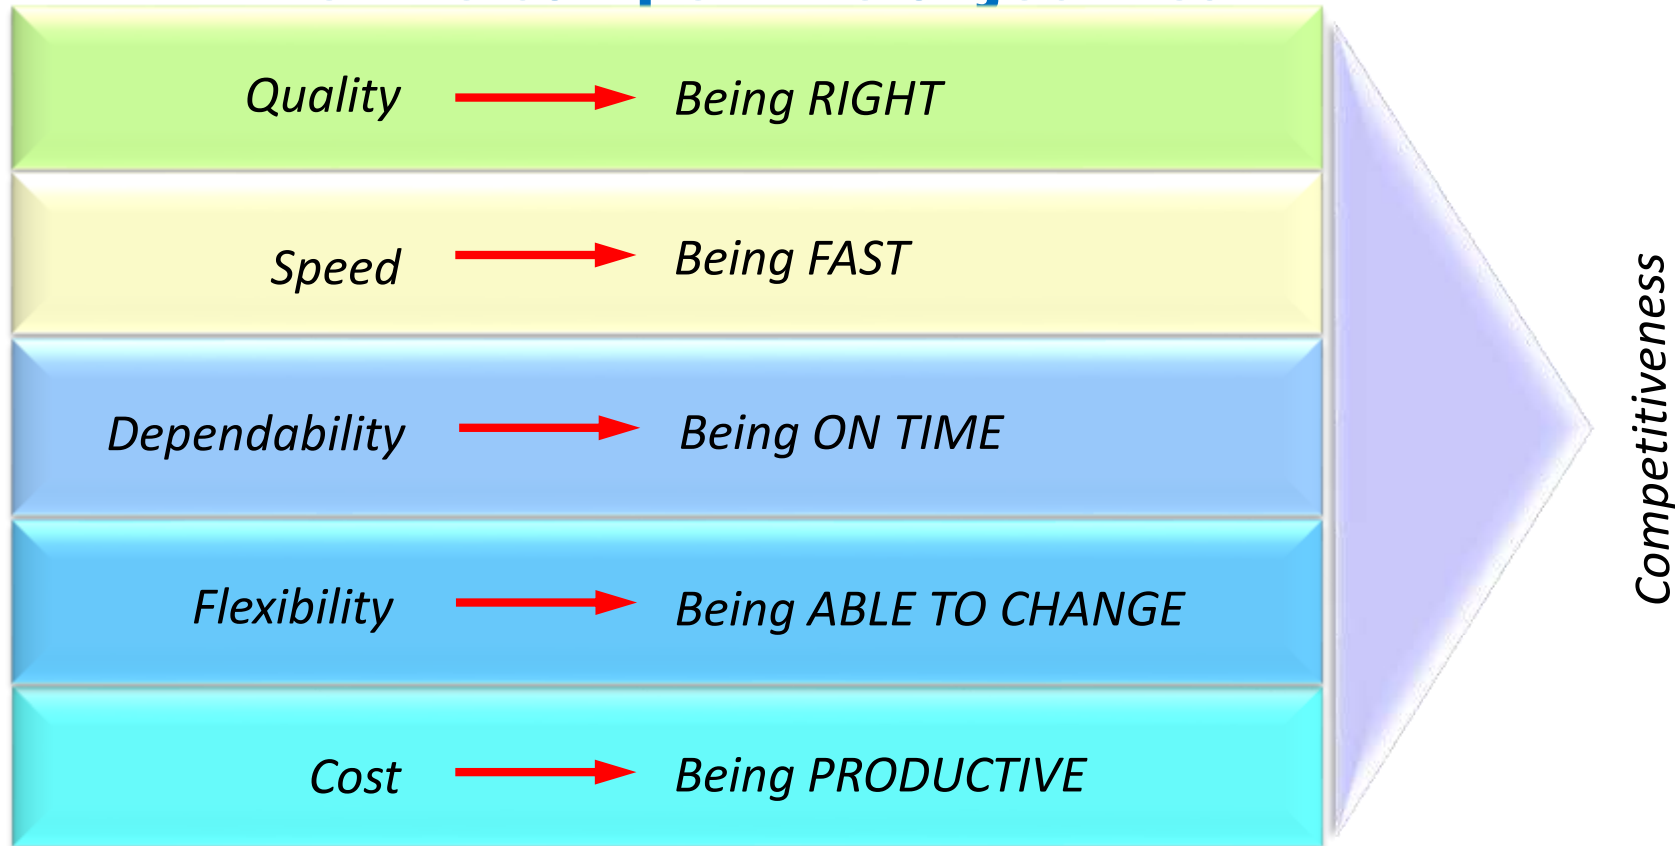 Quality Being RIGHT
Speed Being FAST
Dependability Being ON TIME
Flexibility Being ABLE TO CHANGE
Cost Being PRODUCTIVE
Competitiveness